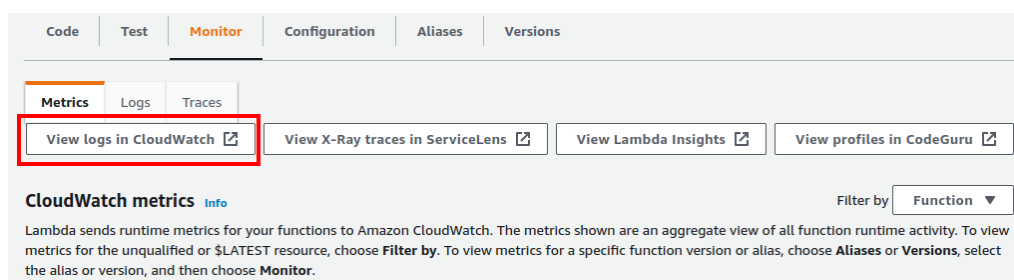 Code Test Monitor Configuration Aliases Versions
Metrics Logs Traces
View logs in CloudWatch View X-Ray traces in ServiceLens View Lambda Insights View profiles in CodeGuru
CloudWatch metrics Info Filter by Function
Lambda sends runtime metrics for your functions to Amazon CloudWatch. The metrics shown are an aggregate view of all function runtime activity. To view
metrics for the unqualified or $LATEST resource, choose Filter by. To view metrics for a specific function version or alias, choose Aliases or Versions, select
the alias or version, and then choose Monitor.